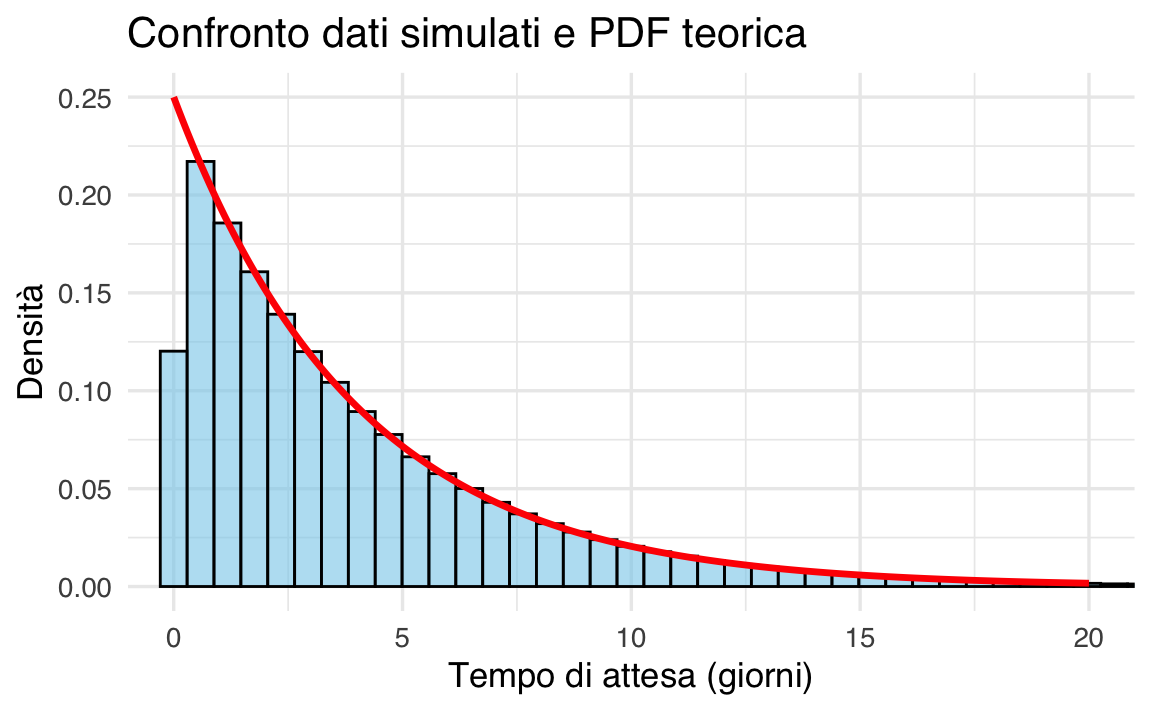 Confronto dati simulati e PDF teorica
Densità
0.25
0.20
0.15
0.10
0.05
0.00
0 5 10 15 20
Tempo di attesa (giorni)